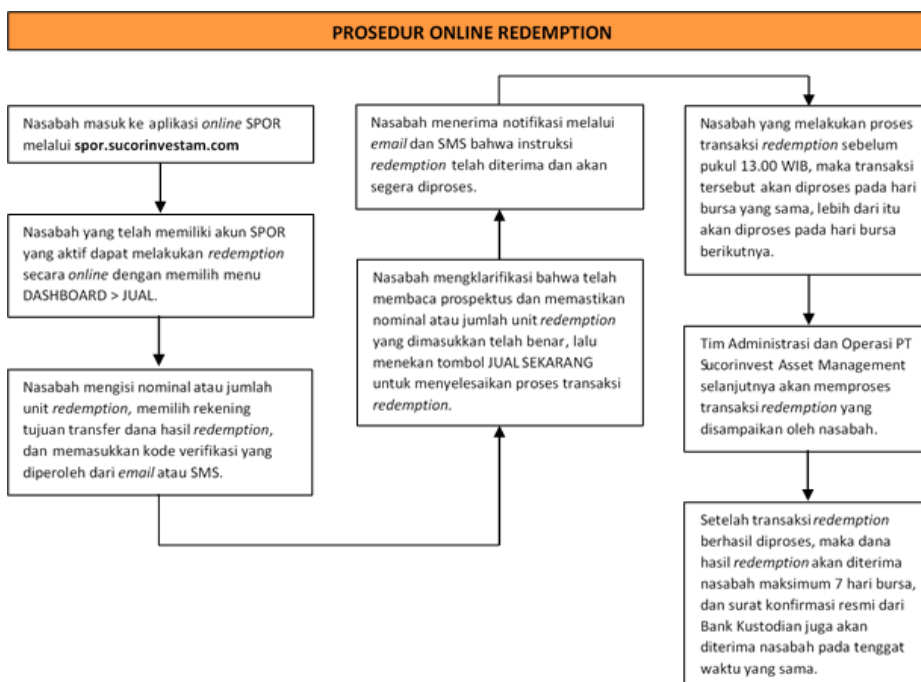 PROSEDUR ONLINE REDEMPTION
Nasabah masuk ke aplikasi online SPOR
melalui spor.sucorinvestam.com
Nasabah yang telah memiliki akun SPOR
yang aktif dapat melakukan redemption
secara online dengan memilih menu
DASHBOARD > JUAL.
Nasabah mengisi nominal atau jumlah
unit redemption, memilih rekening
tujuan transfer dana hasil redemption,
dan memasukkan kode verifikasi yang
diperoleh dari email atau SMS.
Nasabah mengklarifikasi bahwa telah
membaca prospektus dan memastikan
nominal atau jumlah unit redemption
yang dimasukkan telah benar, lalu
menekan tombol JUAL SEKARANG
untuk menyelesaikan proses transaksi
redemption.
Nasabah menerima notifikasi melalui
email dan SMS bahwa instruksi
redemption telah diterima dan akan
segera diproses.
Nasabah yang melakukan proses
transaksi redemption sebelum
pukul 13.00 WIB, maka transaksi
tersebut akan diproses pada hari
bursa yang sama, lebih dari itu
akan diproses pada hari bursa
berikutnya.
Tim Administrasi dan Operasi PT
Sucorinvest Asset Management
selanjutnya akan memproses
transaksi redemption yang
disampaikan oleh nasabah.
Setelah transaksi redemption
berhasil diproses, maka dana
hasil redemption akan diterima
nasabah maksimum 7 hari bursa,
dan surat konfirmasi resmi dari
Bank Kustodian juga akan
diterima nasabah pada tenggat
waktu yang sama.